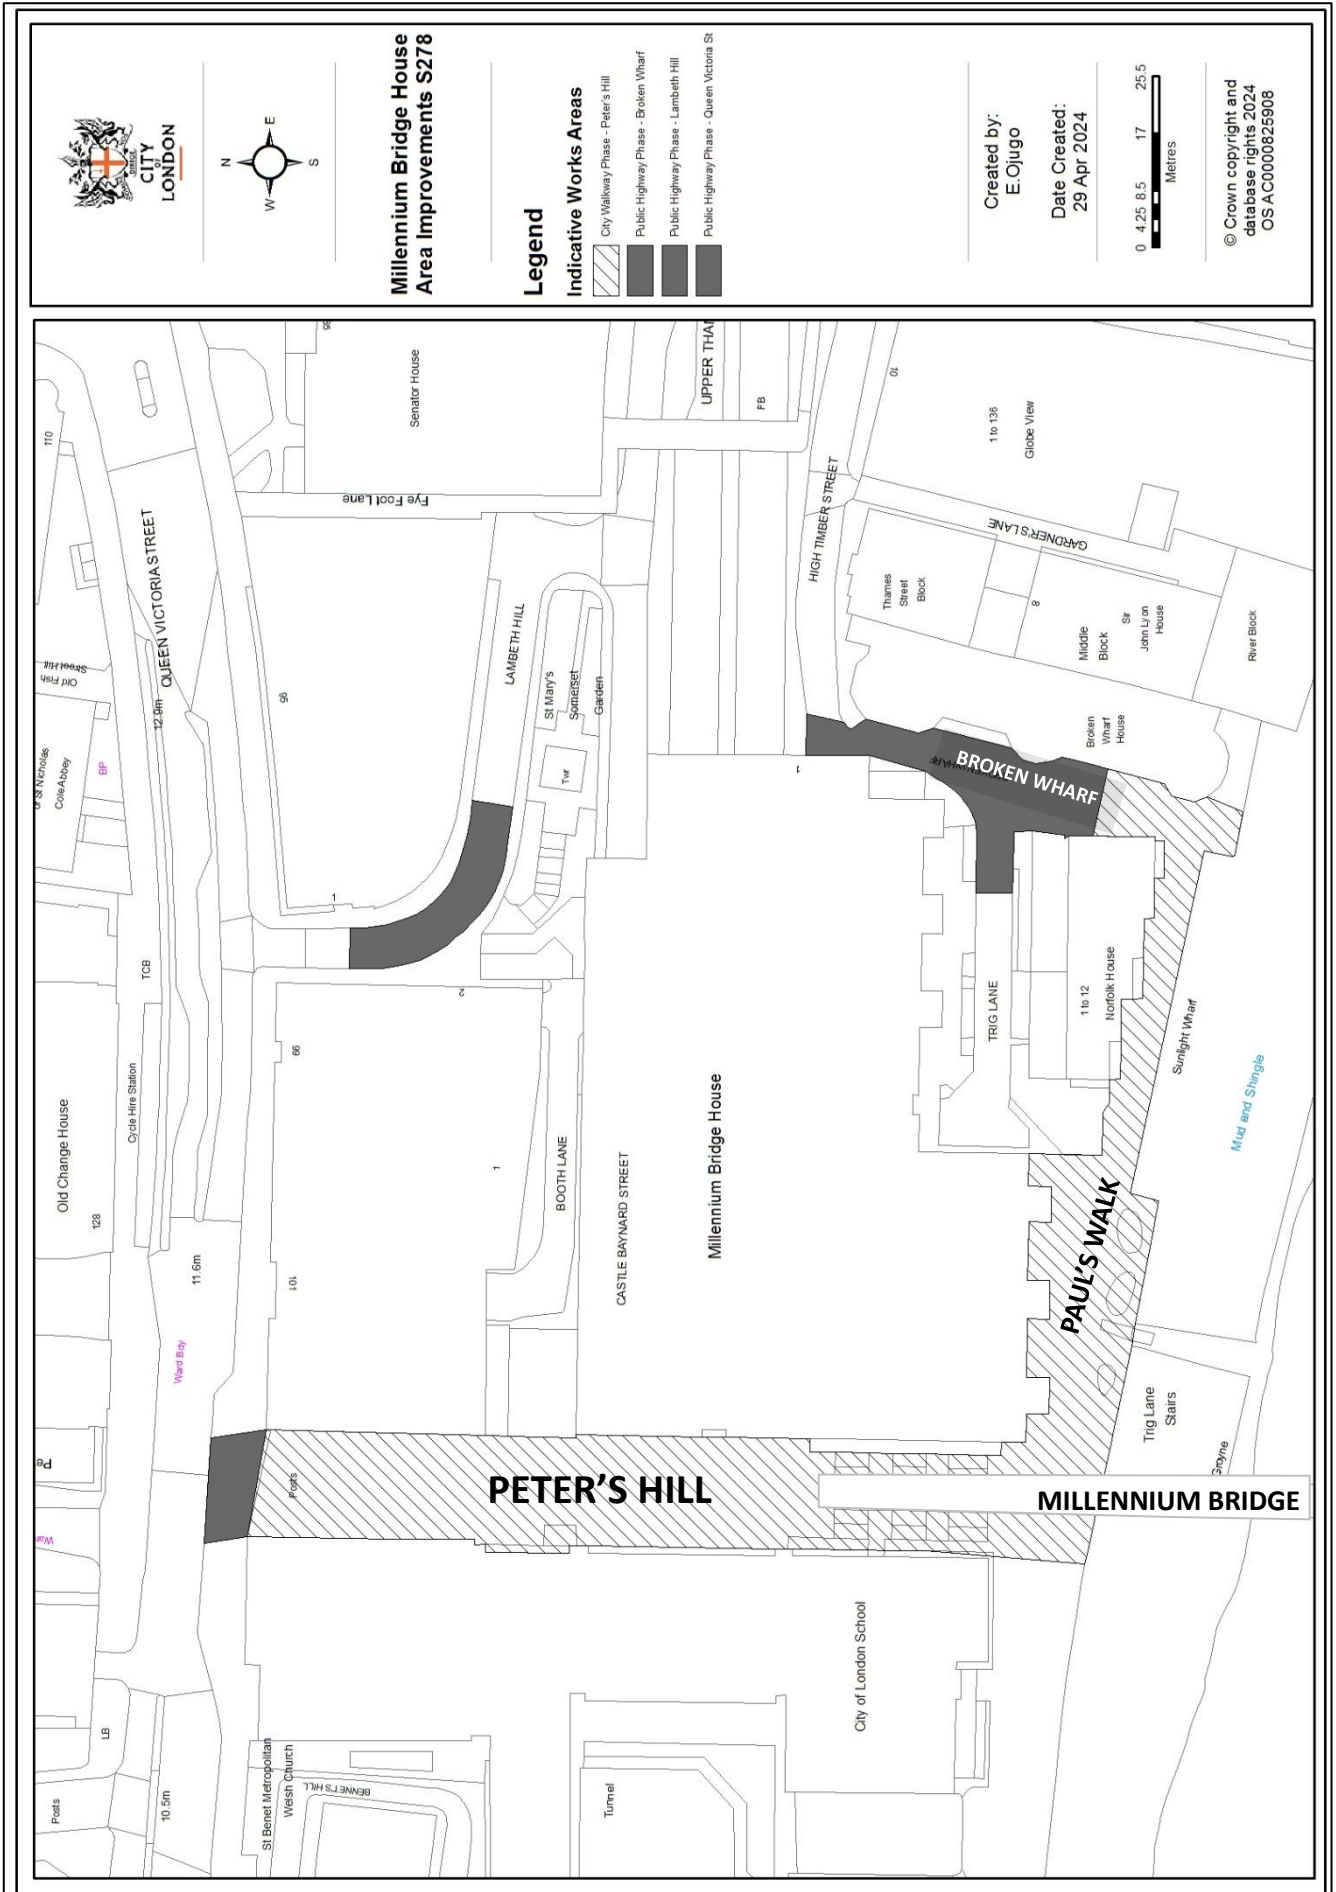 CITY
OF
LONDON
N
E
S
W
Millennium Bridge House
Area Improvements S278
Legend
Indicative Works Areas
City Walkway Phase - Peter's Hill
Public Highway Phase - Broken Wharf
Public Highway Phase - Lambeth Hill
Public Highway Phase - Queen Victoria St
Created by:
E.Ojugo
Date Created:
29 Apr 2024
0 4.25 8.5 17 25.5
Metres
© Crown copyright and
database rights 2024
OS AC0000825908
110
QUEEN VICTORIA STREET
12.9m
Old Fish
Street Hill
St Nicholas
Cole Abbey
BP
TCB
Cycle Hire Station
Old Change House
128
11.6m
Ward Bdy
Pe
War
LB
Posts
10.5m
Senator House
Fye Foot Lane
UPPER THA
FB
96
LAMBETH HILL
St Mary's
Somerset
Garden
Twr
1
2
99
1
101
BOOTH LANE
CASTLE BAYNARD STREET
Millennium Bridge House
Posts
PETER'S HILL
MILLENNIUM BRIDGE
PAUL'S WALK
BROKEN WHARF
HIGH TIMBER STREET
10
1 to 136
Globe View
GARDNER'S LANE
Thames
Street
Block
8
Middle
Block
Sir
John Lyon
House
River Block
Broken
Wharf
House
1
TRIG LANE
1 to 12
Norfolk House
Sunlight Wharf
Mud and Shingle
Trig Lane
Stairs
Groyne
City of London School
Tunnel
St Benet Metropolitan
Welsh Church
BENNET'S HILL